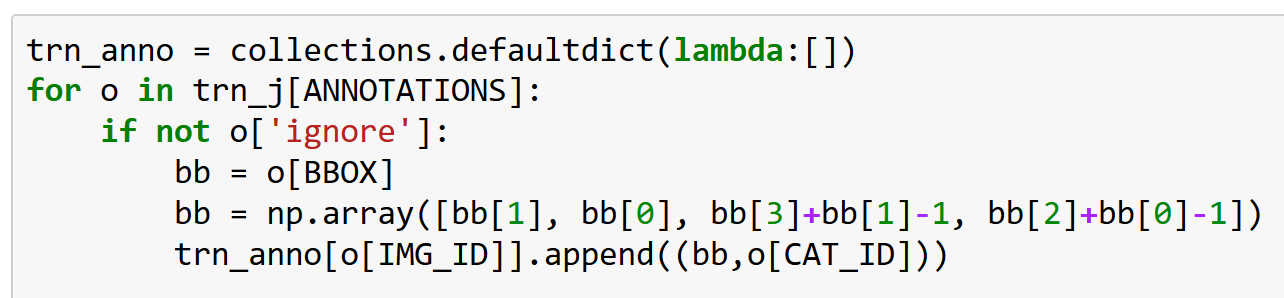 trn_anno = collections.defaultdict(lambda:[])
for o in trn_j[ANNOTATIONS]:
    if not o['ignore']:
        bb = o[BBOX]
        bb = np.array([bb[1], bb[0], bb[3]+bb[1]-1, bb[2]+bb[0]-1])
        trn_anno[o[IMG_ID]].append((bb,o[CAT_ID]))